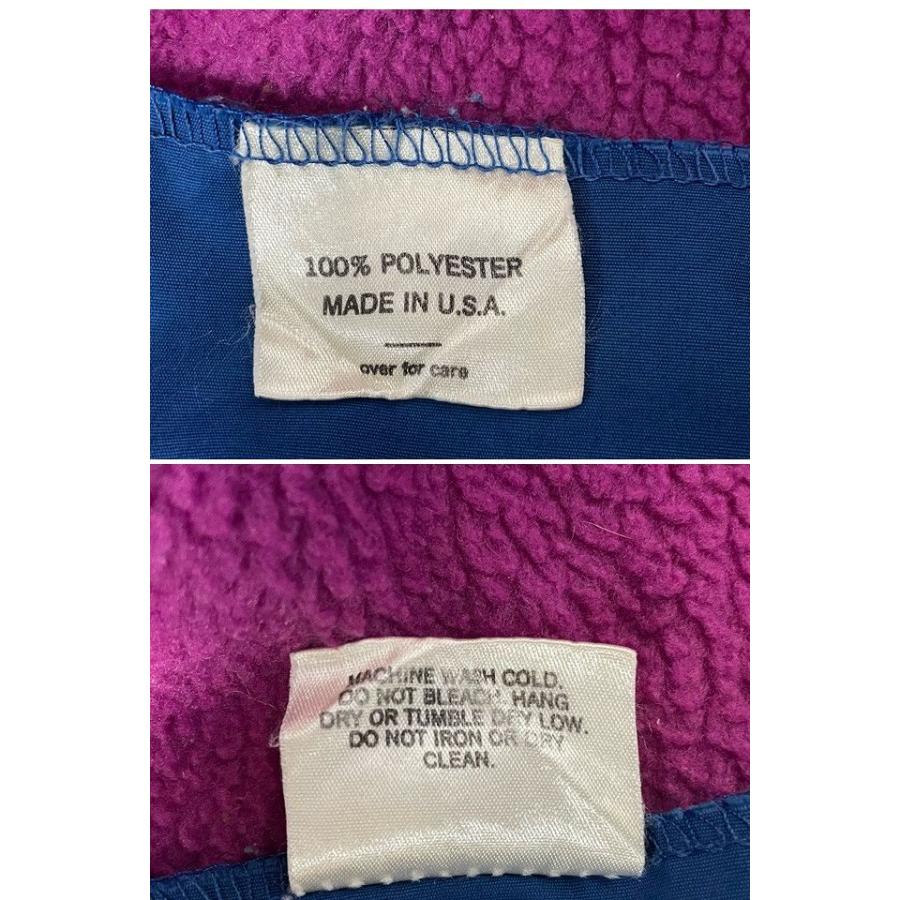 100% POLYESTER
MADE IN U.S.A.
over for care
MACHINE WASH COLD.
DO NOT BLEACH. HANG
DRY OR TUMBLE DRY LOW.
DO NOT IRON OR DRY
CLEAN.